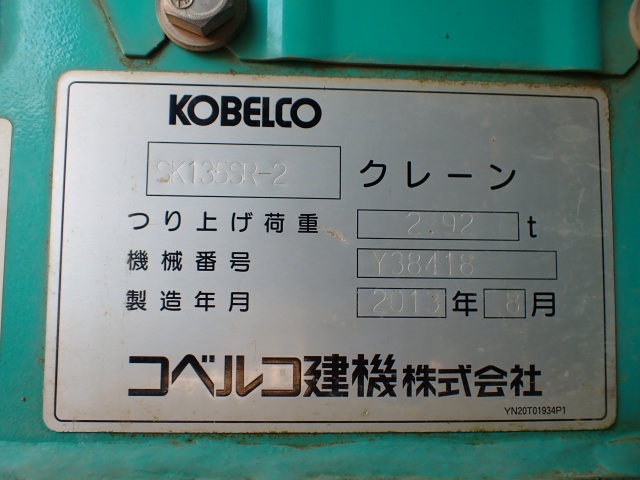 KOBELCO
SK135SR-2 クレーン
つり上げ荷重 2.92 t
機械番号 Y38418
製造年月 2013 年 8 月
コベルコ建機株式会社
YN20T01934P1